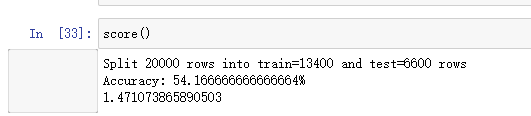 In [33]: score()
Split 20000 rows into train=13400 and test=6600 rows
Accuracy: 54.166666666666664%
1.471073865890503